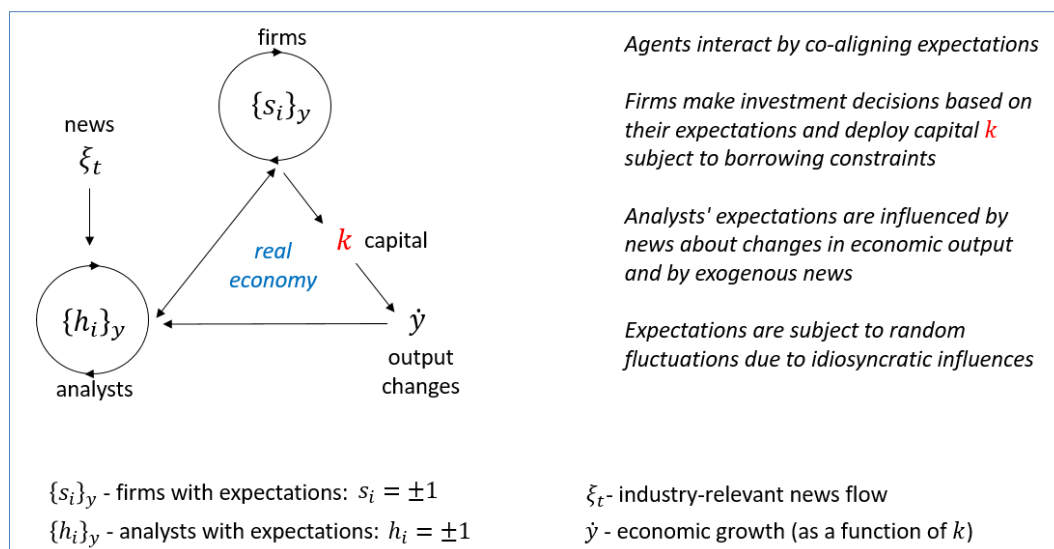 firms
{s_i}_y
news
ξ_t
k capital
real
economy
{h_i}_y
ẏ
analysts
output
changes
Agents interact by co-aligning expectations
Firms make investment decisions based on
their expectations and deploy capital k
subject to borrowing constraints
Analysts' expectations are influenced by
news about changes in economic output
and by exogenous news
Expectations are subject to random
fluctuations due to idiosyncratic influences
{s_i}_y - firms with expectations: s_i = ±1
{h_i}_y - analysts with expectations: h_i = ±1
ξ_t- industry-relevant news flow
ẏ - economic growth (as a function of k)